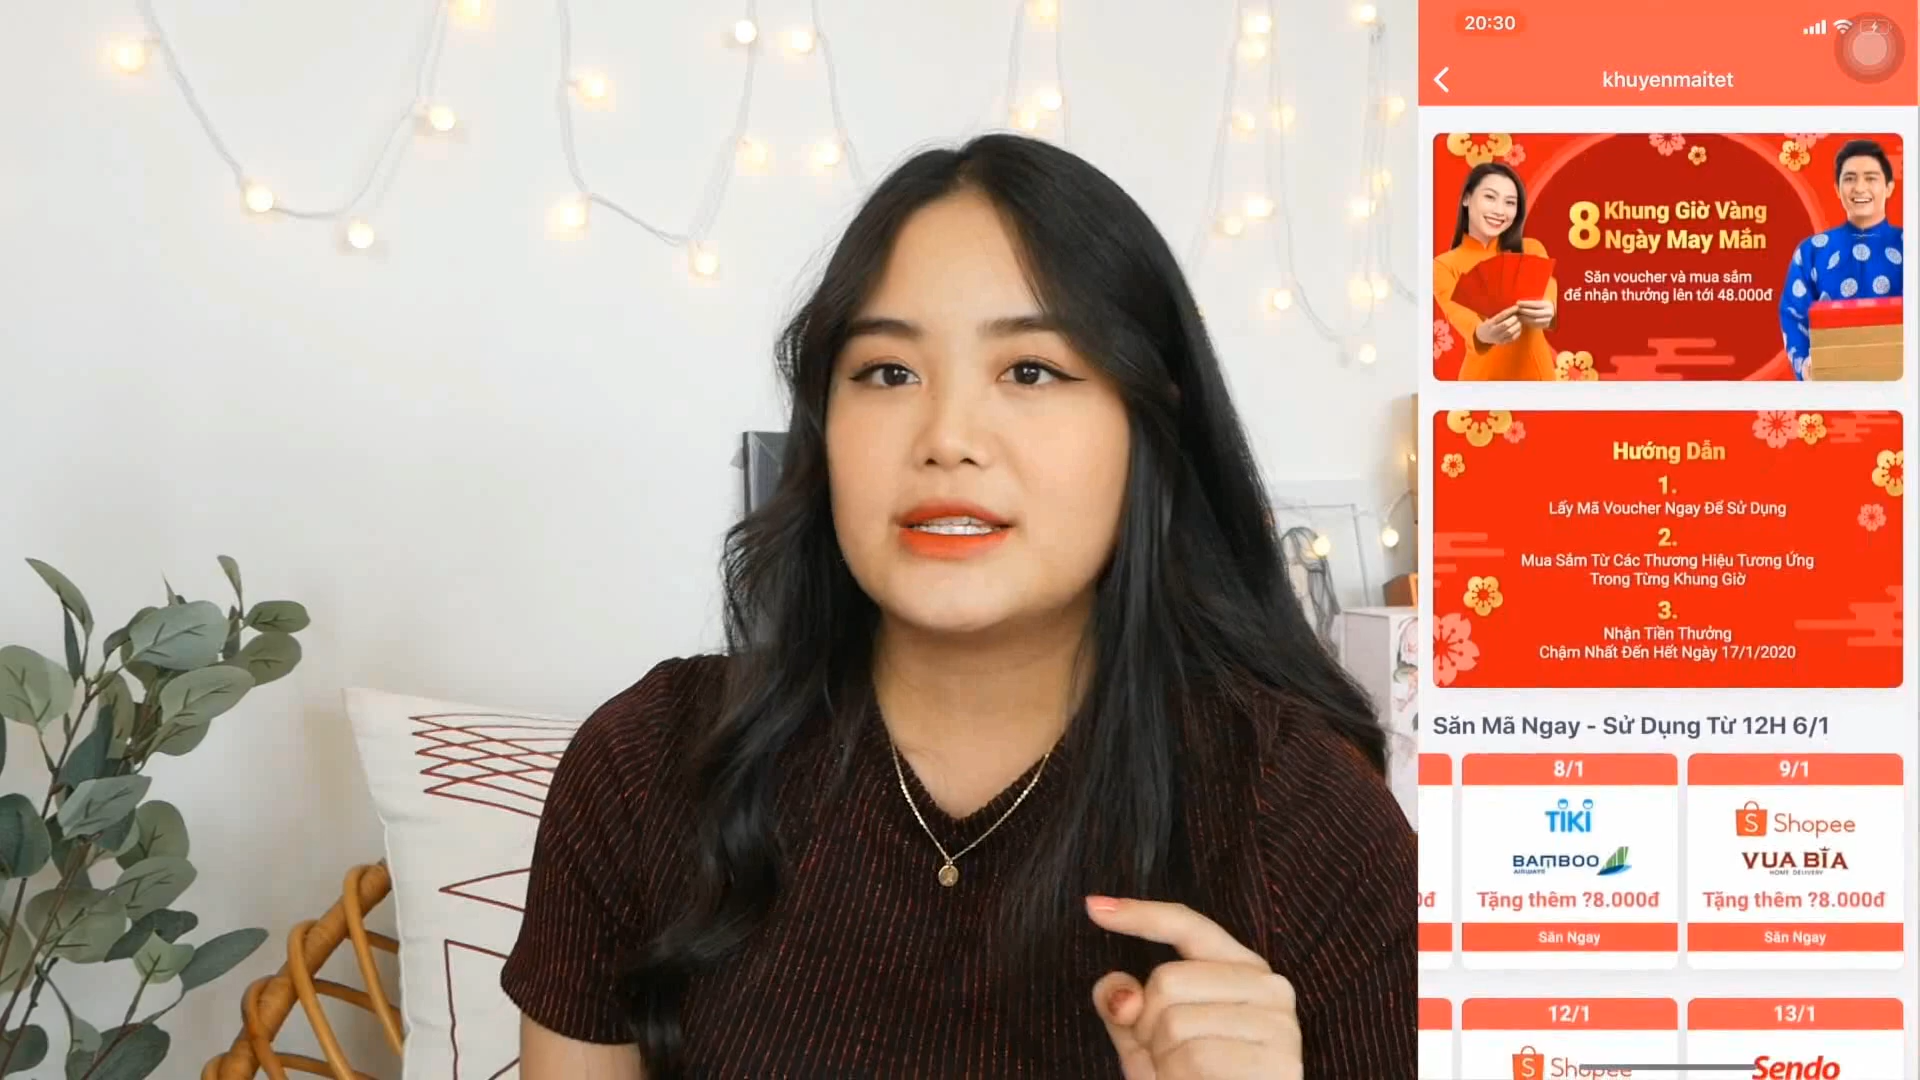 20:30
khuyenmaitet
8 Khung Giờ Vàng
Ngày May Mắn
Săn voucher và mua sắm
để nhận thưởng lên tới 48.000đ
Hướng Dẫn
1.
Lấy Mã Voucher Ngay Để Sử Dụng
2.
Mua Sắm Từ Các Thương Hiệu Tương Ứng
Trong Từng Khung Giờ
3.
Nhận Tiền Thưởng
Chậm Nhất Đến Hết Ngày 17/1/2020
Săn Mã Ngay - Sử Dụng Từ 12H 6/1
8/1
TIKI
BAMBOO
AIRWAYS
Tặng thêm ?8.000đ
Săn Ngay
9/1
Shopee
VUA BIA
HOME DELIVERY
Tặng thêm ?8.000đ
Săn Ngay
12/1
Shopee
13/1
Sendo